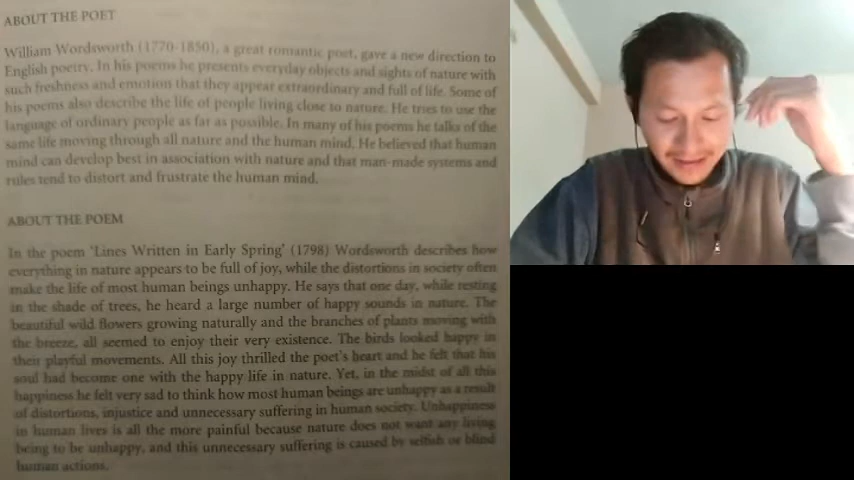 ABOUT THE POET
William Wordsworth (1770-1850), a great romantic poet, gave a new direction to
English poetry. In his poems he presents everyday objects and sights of nature with
such freshness and emotion that they appear extraordinary and full of life. Some of
his poems also describe the life of people living close to nature. He tries to use the
language of ordinary people as far as possible. In many of his poems he talks of the
same life moving through all nature and the human mind. He believed that human
mind can develop best in association with nature and that man-made systems and
rules tend to distort and frustrate the human mind.
ABOUT THE POEM
In the poem 'Lines Written in Early Spring' (1798) Wordsworth describes how
everything in nature appears to be full of joy, while the distortions in society often
make the life of most human beings unhappy. He says that one day, while resting
in the shade of trees, he heard a large number of happy sounds in nature. The
beautiful wild flowers growing naturally and the branches of plants moving with
the breeze, all seemed to enjoy their very existence. The birds looked happy in
their playful movements. All this joy thrilled the poet's heart and he felt that his
soul had become one with the happy life in nature. Yet, in the midst of all this
happiness he felt very sad to think how most human beings are unhappy as a result
of distortions, injustice and unnecessary suffering in human society. Unhappiness
in human lives is all the more painful because nature does not want any living
being to be unhappy, and this unnecessary suffering is caused by selfish or blind
human actions.